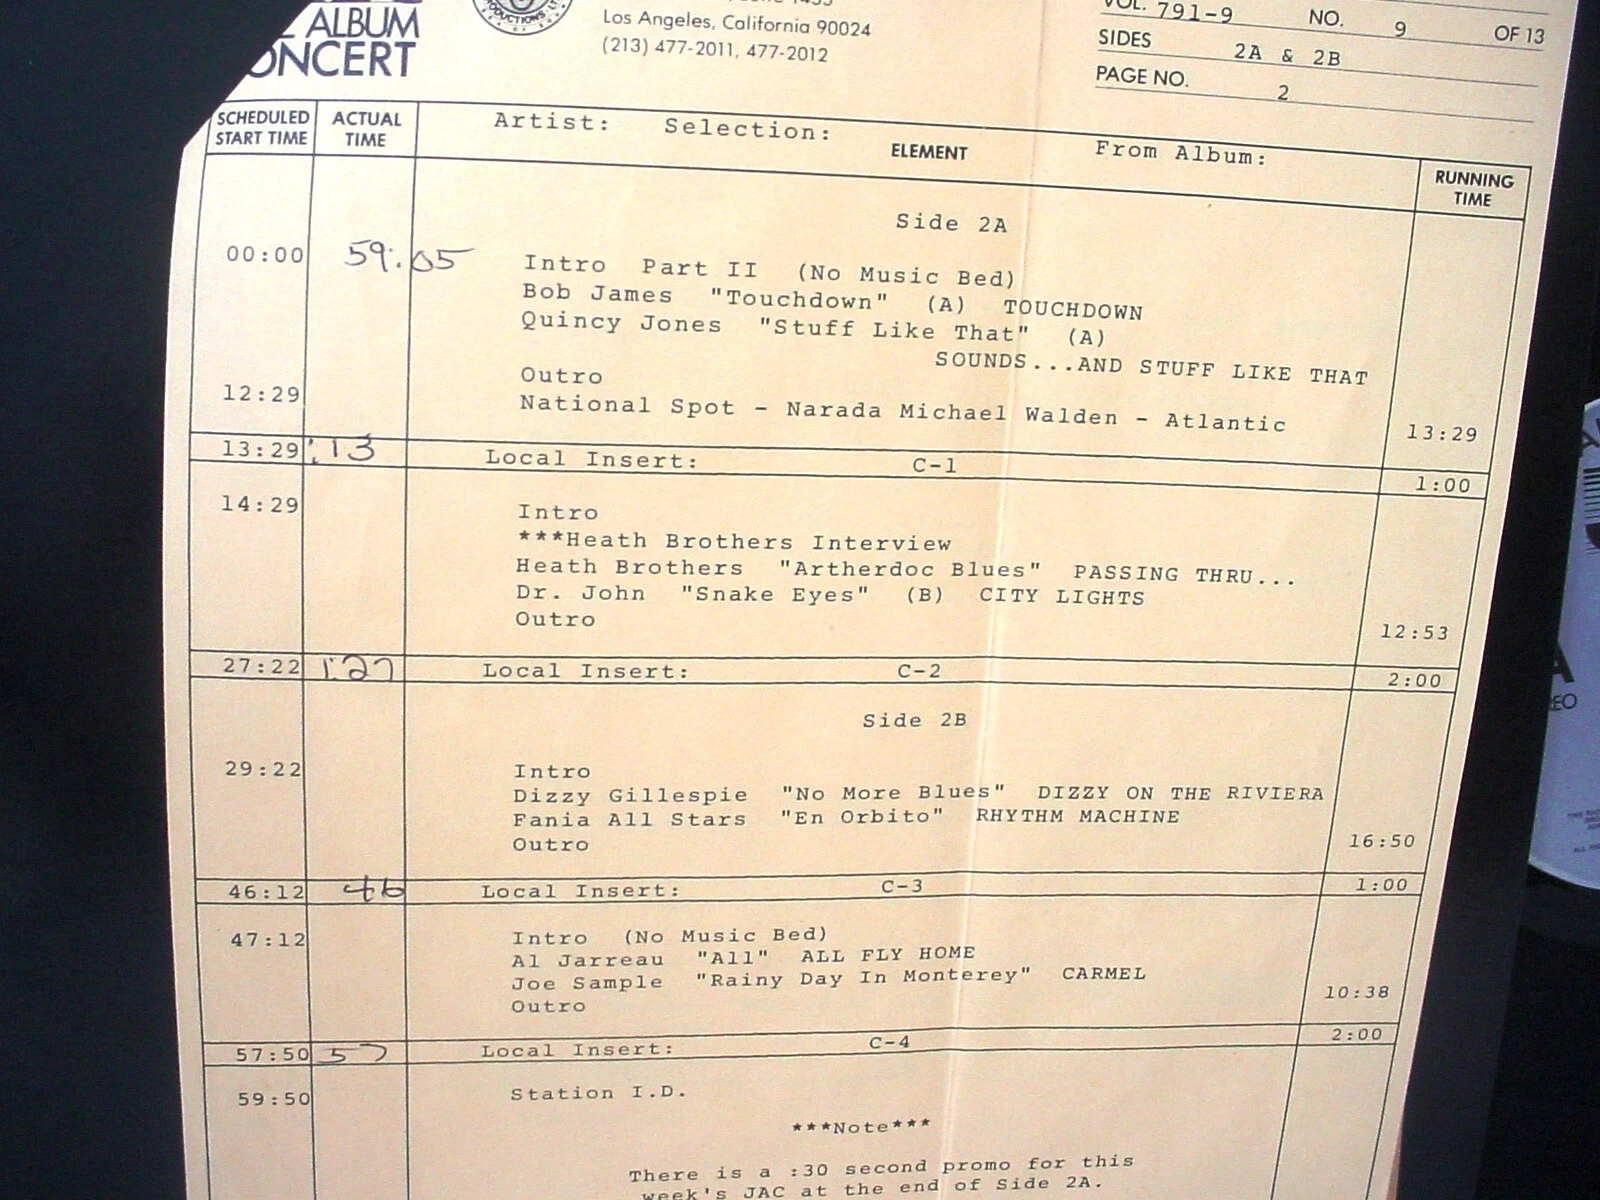 ALBUM
ONCERT
PRODUCTIONS, LTD.
Los Angeles, California 90024
(213) 477-2011, 477-2012
VOL. 791-9 NO. 9 OF 13
SIDES 2A & 2B
PAGE NO. 2
SCHEDULED START TIME ACTUAL TIME Artist: Selection: ELEMENT From Album: RUNNING TIME
Side 2A
00:00 59:05 Intro Part II (No Music Bed)
Bob James "Touchdown" (A) TOUCHDOWN
Quincy Jones "Stuff Like That" (A)
SOUNDS...AND STUFF LIKE THAT
Outro
12:29 National Spot - Narada Michael Walden - Atlantic 13:29
13:29 :13 Local Insert: C-1 1:00
14:29 Intro
***Heath Brothers Interview
Heath Brothers "Artherdoc Blues" PASSING THRU...
Dr. John "Snake Eyes" (B) CITY LIGHTS
Outro 12:53
27:22 1:27 Local Insert: C-2 2:00
Side 2B
29:22 Intro
Dizzy Gillespie "No More Blues" DIZZY ON THE RIVIERA
Fania All Stars "En Orbito" RHYTHM MACHINE
Outro 16:50
46:12 46 Local Insert: C-3 1:00
47:12 Intro (No Music Bed)
Al Jarreau "All" ALL FLY HOME
Joe Sample "Rainy Day In Monterey" CARMEL
Outro 10:38
57:50 57 Local Insert: C-4 2:00
59:50 Station I.D.
***Note***
There is a :30 second promo for this
week's JAC at the end of Side 2A.